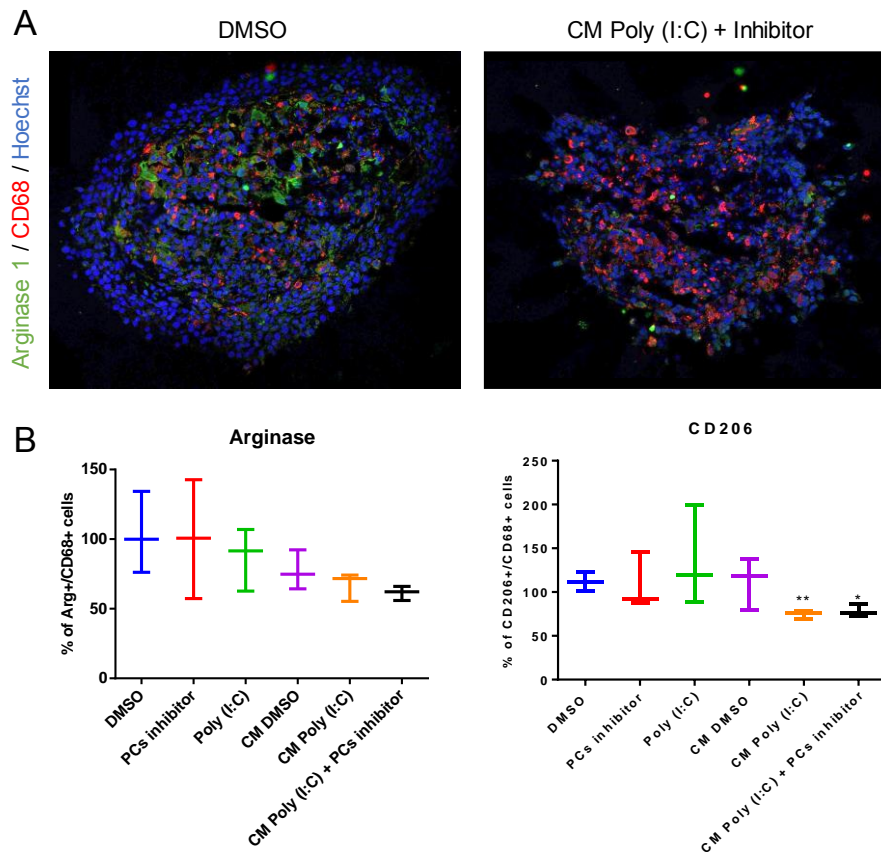 A
DMSO
CM Poly (I:C) + Inhibitor
Arginase 1 / CD68 / Hoechst
B
Arginase
% of Arg+/CD68+ cells
150
100
50
0
DMSO
PCs inhibitor
Poly (I:C)
CM DMSO
CM Poly (I:C)
CM Poly (I:C) + PCs inhibitor
CD206
% of CD206+/CD68+ cells
250
200
150
100
50
0
**
*
DMSO
PCs inhibitor
Poly (I:C)
CM DMSO
CM Poly (I:C)
CM Poly (I:C) + PCs inhibitor